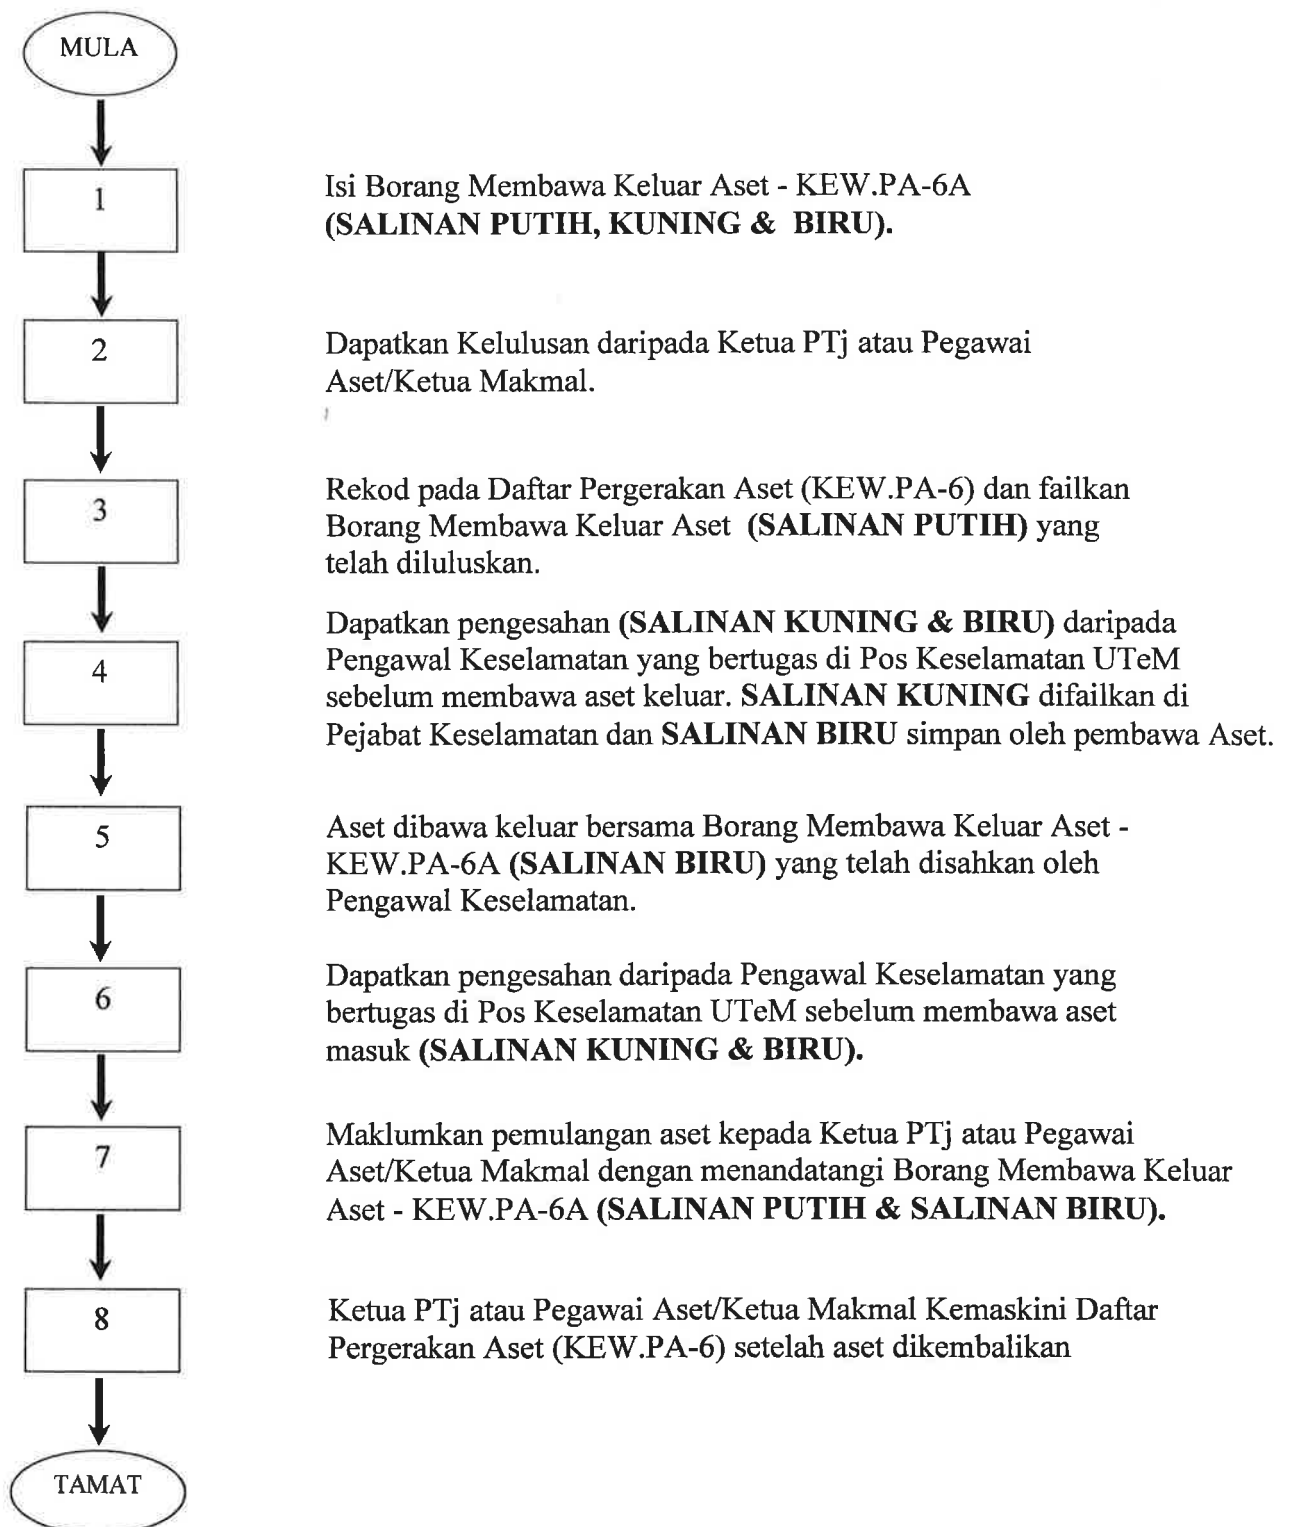 MULA
1
Isi Borang Membawa Keluar Aset - KEW.PA-6A
(SALINAN PUTIH, KUNING & BIRU).
2
Dapatkan Kelulusan daripada Ketua PTj atau Pegawai
Aset/Ketua Makmal.
3
Rekod pada Daftar Pergerakan Aset (KEW.PA-6) dan failkan
Borang Membawa Keluar Aset (SALINAN PUTIH) yang
telah diluluskan.
4
Dapatkan pengesahan (SALINAN KUNING & BIRU) daripada
Pengawal Keselamatan yang bertugas di Pos Keselamatan UTeM
sebelum membawa aset keluar. SALINAN KUNING difailkan di
Pejabat Keselamatan dan SALINAN BIRU simpan oleh pembawa Aset.
5
Aset dibawa keluar bersama Borang Membawa Keluar Aset -
KEW.PA-6A (SALINAN BIRU) yang telah disahkan oleh
Pengawal Keselamatan.
6
Dapatkan pengesahan daripada Pengawal Keselamatan yang
bertugas di Pos Keselamatan UTeM sebelum membawa aset
masuk (SALINAN KUNING & BIRU).
7
Maklumkan pemulangan aset kepada Ketua PTj atau Pegawai
Aset/Ketua Makmal dengan menandatangi Borang Membawa Keluar
Aset - KEW.PA-6A (SALINAN PUTIH & SALINAN BIRU).
8
Ketua PTj atau Pegawai Aset/Ketua Makmal Kemaskini Daftar
Pergerakan Aset (KEW.PA-6) setelah aset dikembalikan
TAMAT